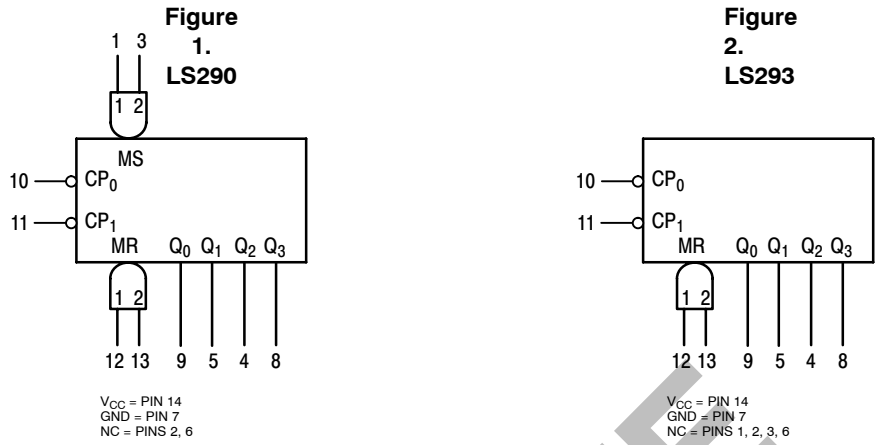 Figure
1.
LS290
1 3
1 2
MS
10 CP0
11 CP1
MR Q0 Q1 Q2 Q3
1 2
12 13 9 5 4 8
VCC = PIN 14
GND = PIN 7
NC = PINS 2, 6
Figure
2.
LS293
10 CP0
11 CP1
MR Q0 Q1 Q2 Q3
1 2
12 13 9 5 4 8
VCC = PIN 14
GND = PIN 7
NC = PINS 1, 2, 3, 6